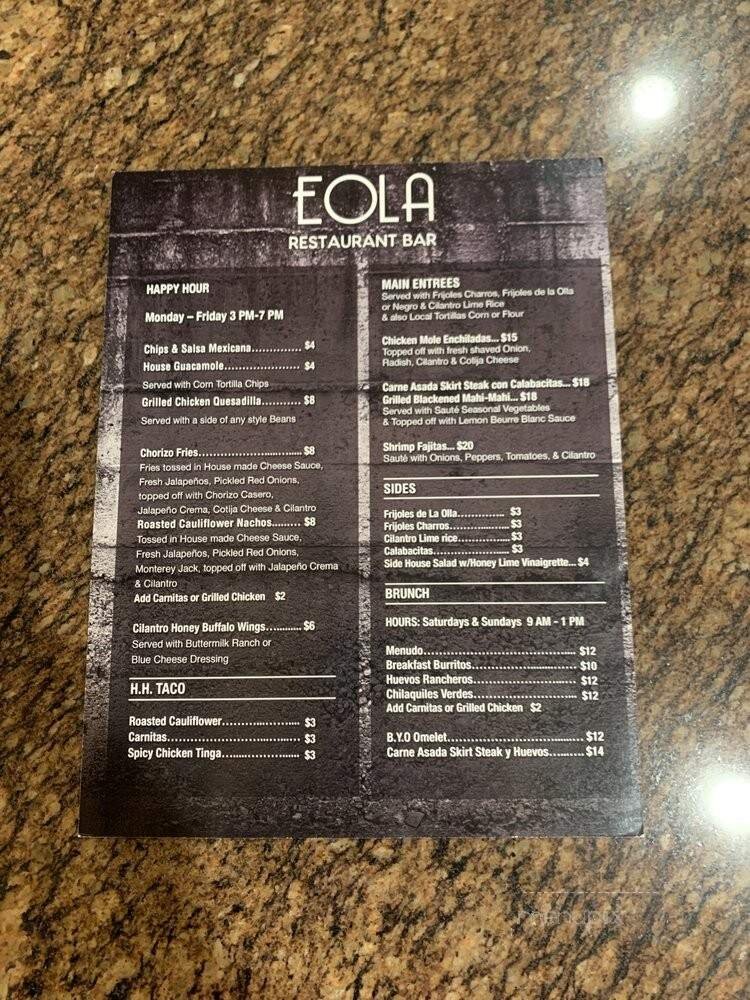 EOLA
RESTAURANT BAR
HAPPY HOUR
Monday – Friday 3 PM-7 PM
Chips & Salsa Mexicana............. $4
House Guacamole.................... $4
Served with Corn Tortilla Chips
Grilled Chicken Quesadilla.......... $8
Served with a side of any style Beans
Chorizo Fries........................... $8
Fries tossed in House made Cheese Sauce,
Fresh Jalapeños, Pickled Red Onions,
topped off with Chorizo Casero,
Jalapeño Crema, Cotija Cheese & Cilantro
Roasted Cauliflower Nachos......... $8
Tossed in House made Cheese Sauce,
Fresh Jalapeños, Pickled Red Onions,
Monterey Jack, topped off with Jalapeño Crema
& Cilantro
Add Carnitas or Grilled Chicken $2
Cilantro Honey Buffalo Wings.......... $6
Served with Buttermilk Ranch or
Blue Cheese Dressing
H.H. TACO
Roasted Cauliflower.................... $3
Carnitas.................................. $3
Spicy Chicken Tinga.................... $3
MAIN ENTREES
Served with Frijoles Charros, Frijoles de la Olla
or Negro & Cilantro Lime Rice
& also Local Tortillas Corn or Flour
Chicken Mole Enchiladas... $15
Topped off with fresh shaved Onion,
Radish, Cilantro & Cotija Cheese
Carne Asada Skirt Steak con Calabacitas... $18
Grilled Blackened Mahi-Mahi... $18
Served with Sauté Seasonal Vegetables
& Topped off with Lemon Beurre Blanc Sauce
Shrimp Fajitas... $20
Sauté with Onions, Peppers, Tomatoes, & Cilantro
SIDES
Frijoles de La Olla............. $3
Frijoles Charros................ $3
Cilantro Lime rice.............. $3
Calabacitas...................... $3
Side House Salad w/Honey Lime Vinaigrette... $4
BRUNCH
HOURS: Saturdays & Sundays 9 AM - 1 PM
Menudo....................................... $12
Breakfast Burritos........................... $10
Huevos Rancheros........................... $12
Chilaquiles Verdes........................... $12
Add Carnitas or Grilled Chicken $2
B.Y.O Omelet.................................. $12
Carne Asada Skirt Steak y Huevos......... $14
menupix